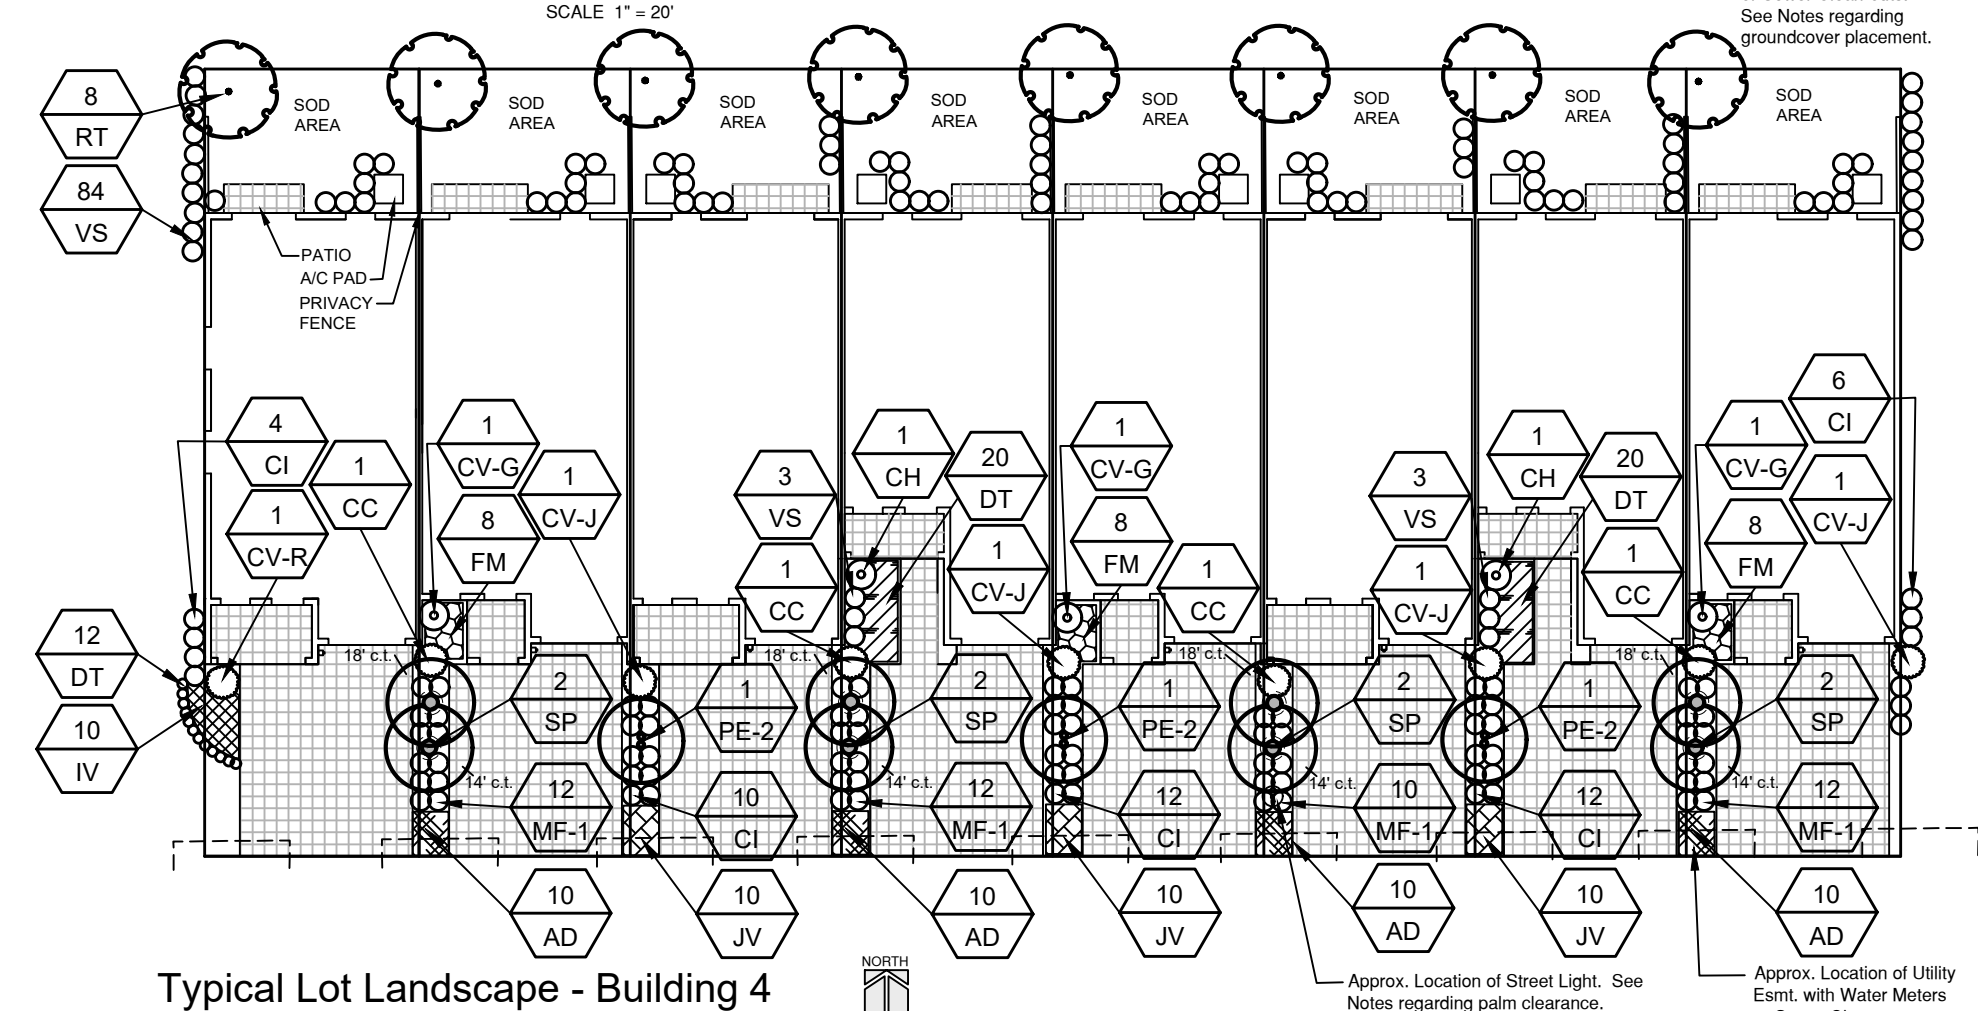 SCALE 1" = 20'
See Notes regarding
groundcover placement.
8
RT
84
VS
SOD
AREA
SOD
AREA
SOD
AREA
SOD
AREA
SOD
AREA
SOD
AREA
SOD
AREA
SOD
AREA
PATIO
A/C PAD
PRIVACY
FENCE
4
CI
1
CC
1
CV-R
1
CV-G
8
FM
1
CV-J
3
VS
1
CC
1
CH
20
DT
1
CV-J
1
CV-G
8
FM
1
CC
3
VS
1
CV-J
1
CH
20
DT
1
CC
1
CV-G
8
FM
6
CI
1
CV-J
12
DT
10
IV
18' c.t.
18' c.t.
18' c.t.
18' c.t.
2
SP
1
PE-2
2
SP
1
PE-2
2
SP
1
PE-2
2
SP
14' c.t.
14' c.t.
14' c.t.
14' c.t.
12
MF-1
10
CI
12
MF-1
12
CI
10
MF-1
12
CI
12
MF-1
10
AD
10
JV
10
AD
10
JV
10
AD
10
JV
10
AD
Typical Lot Landscape - Building 4
NORTH
Approx. Location of Street Light. See
Notes regarding palm clearance.
Approx. Location of Utility
Esmt. with Water Meters